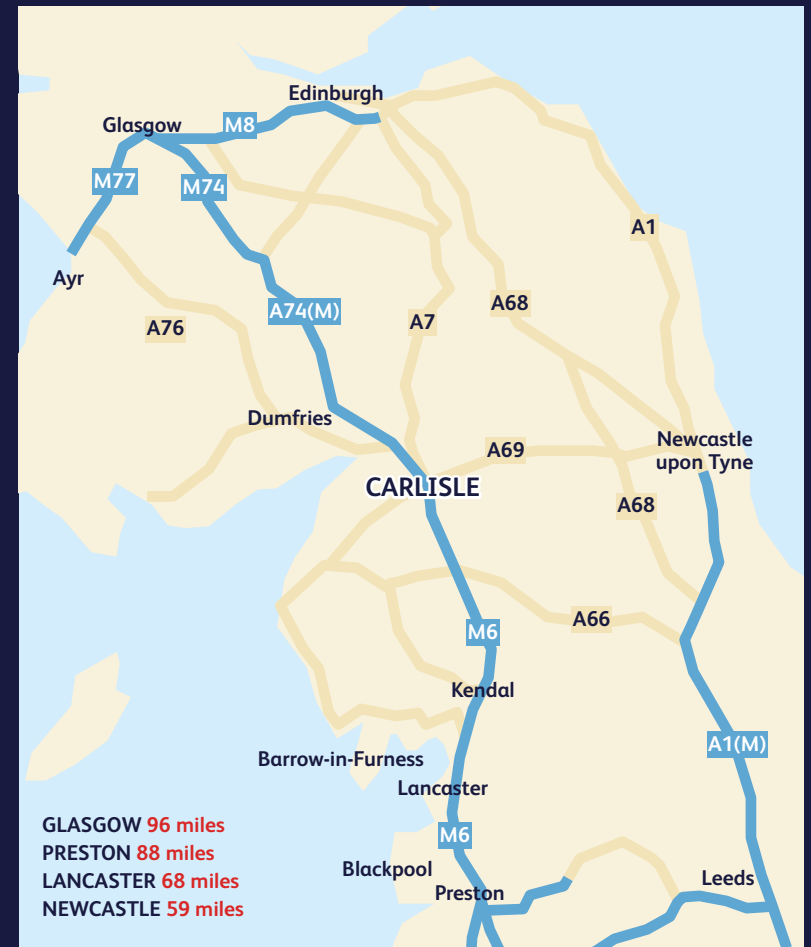 Edinburgh
Glasgow
M8
M77
M74
A1
Ayr
A74(M)
A68
A7
A76
Dumfries
Newcastle
upon Tyne
A69
CARLISLE
A68
A66
M6
Kendal
A1(M)
Barrow-in-Furness
Lancaster
M6
Blackpool
Preston
Leeds
GLASGOW 96 miles
PRESTON 88 miles
LANCASTER 68 miles
NEWCASTLE 59 miles